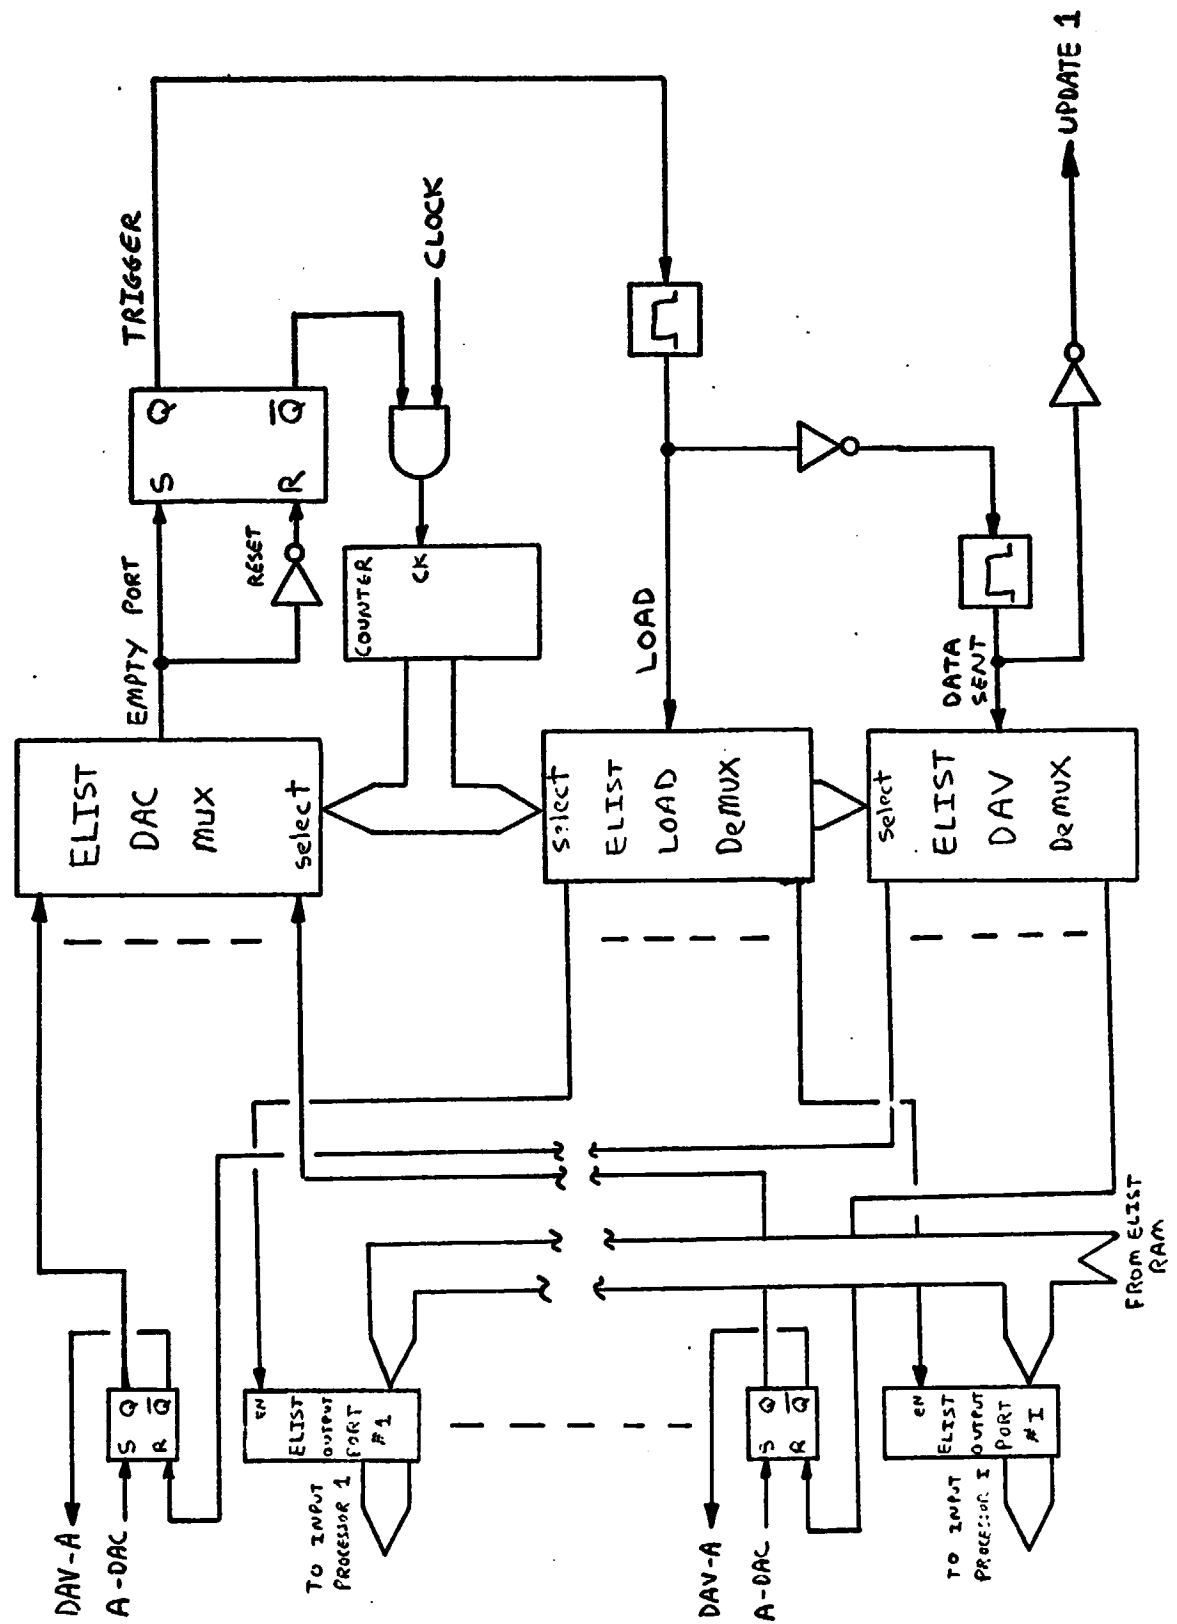 DAV-A
A-DAC
S Q
R Q̅
EN
ELIST
OUTPUT
PORT
#1
TO INPUT
PROCESSOR 1
DAV-A
A-DAC
S Q
R Q̅
EN
ELIST
OUTPUT
PORT
#I
TO INPUT
PROCESSOR I
FROM ELIST
RAM
ELIST
DAC
MUX
select
EMPTY PORT
RESET
S Q
R Q̅
TRIGGER
CLOCK
COUNTER
CK
select
ELIST
LOAD
DeMUX
LOAD
select
ELIST
DAV
DeMUX
DATA
SENT
UPDATE 1